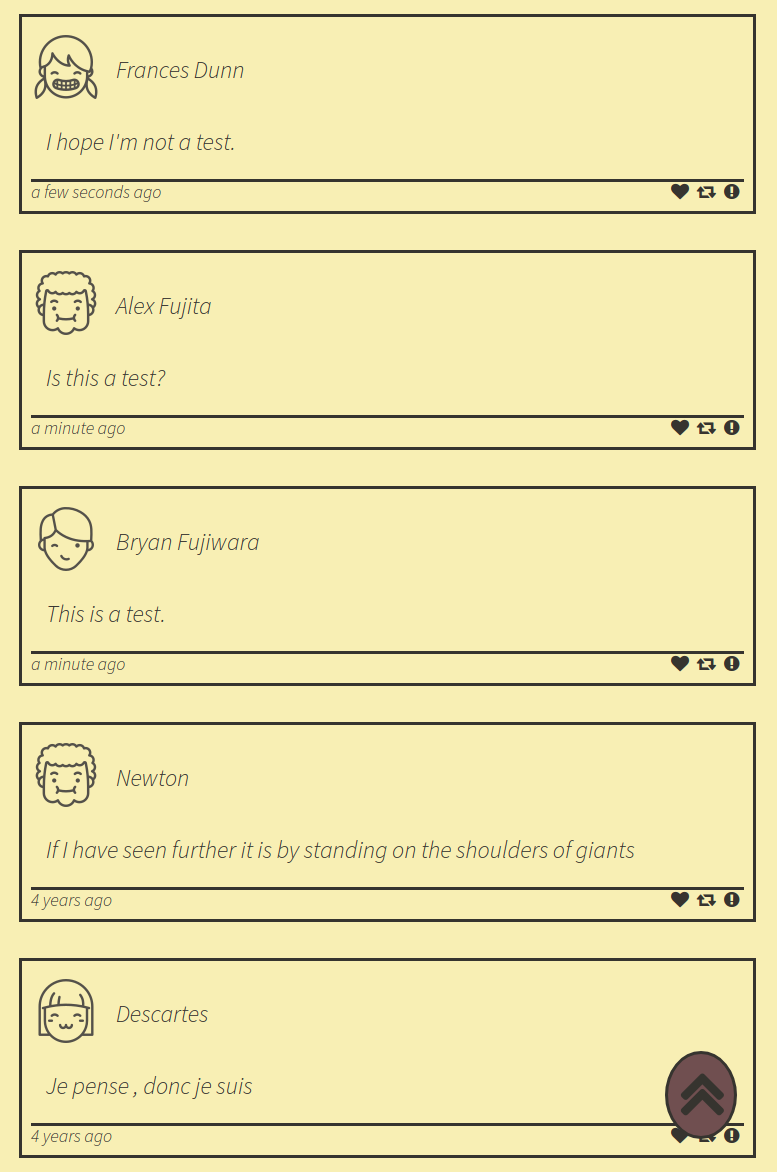 Frances Dunn
I hope I'm not a test.
a few seconds ago
Alex Fujita
Is this a test?
a minute ago
Bryan Fujiwara
This is a test.
a minute ago
Newton
If I have seen further it is by standing on the shoulders of giants
4 years ago
Descartes
Je pense , donc je suis
4 years ago